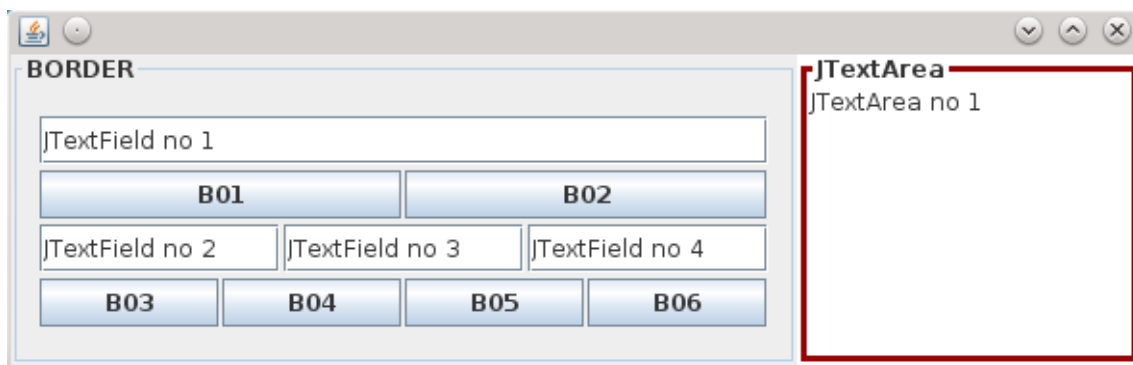 BORDER
JTextField no 1
B01 B02
JTextField no 2 JTextField no 3 JTextField no 4
B03 B04 B05 B06
JTextArea
JTextArea no 1